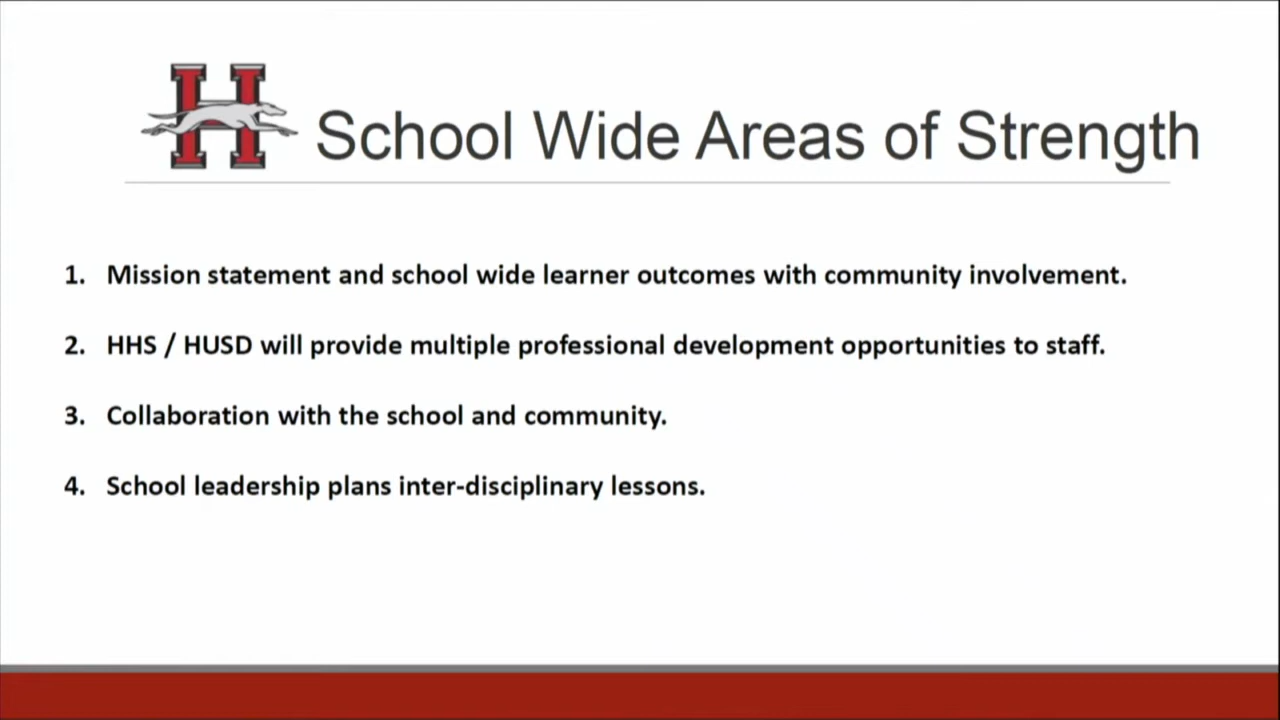 H School Wide Areas of Strength
1. Mission statement and school wide learner outcomes with community involvement.
2. HHS / HUSD will provide multiple professional development opportunities to staff.
3. Collaboration with the school and community.
4. School leadership plans inter-disciplinary lessons.